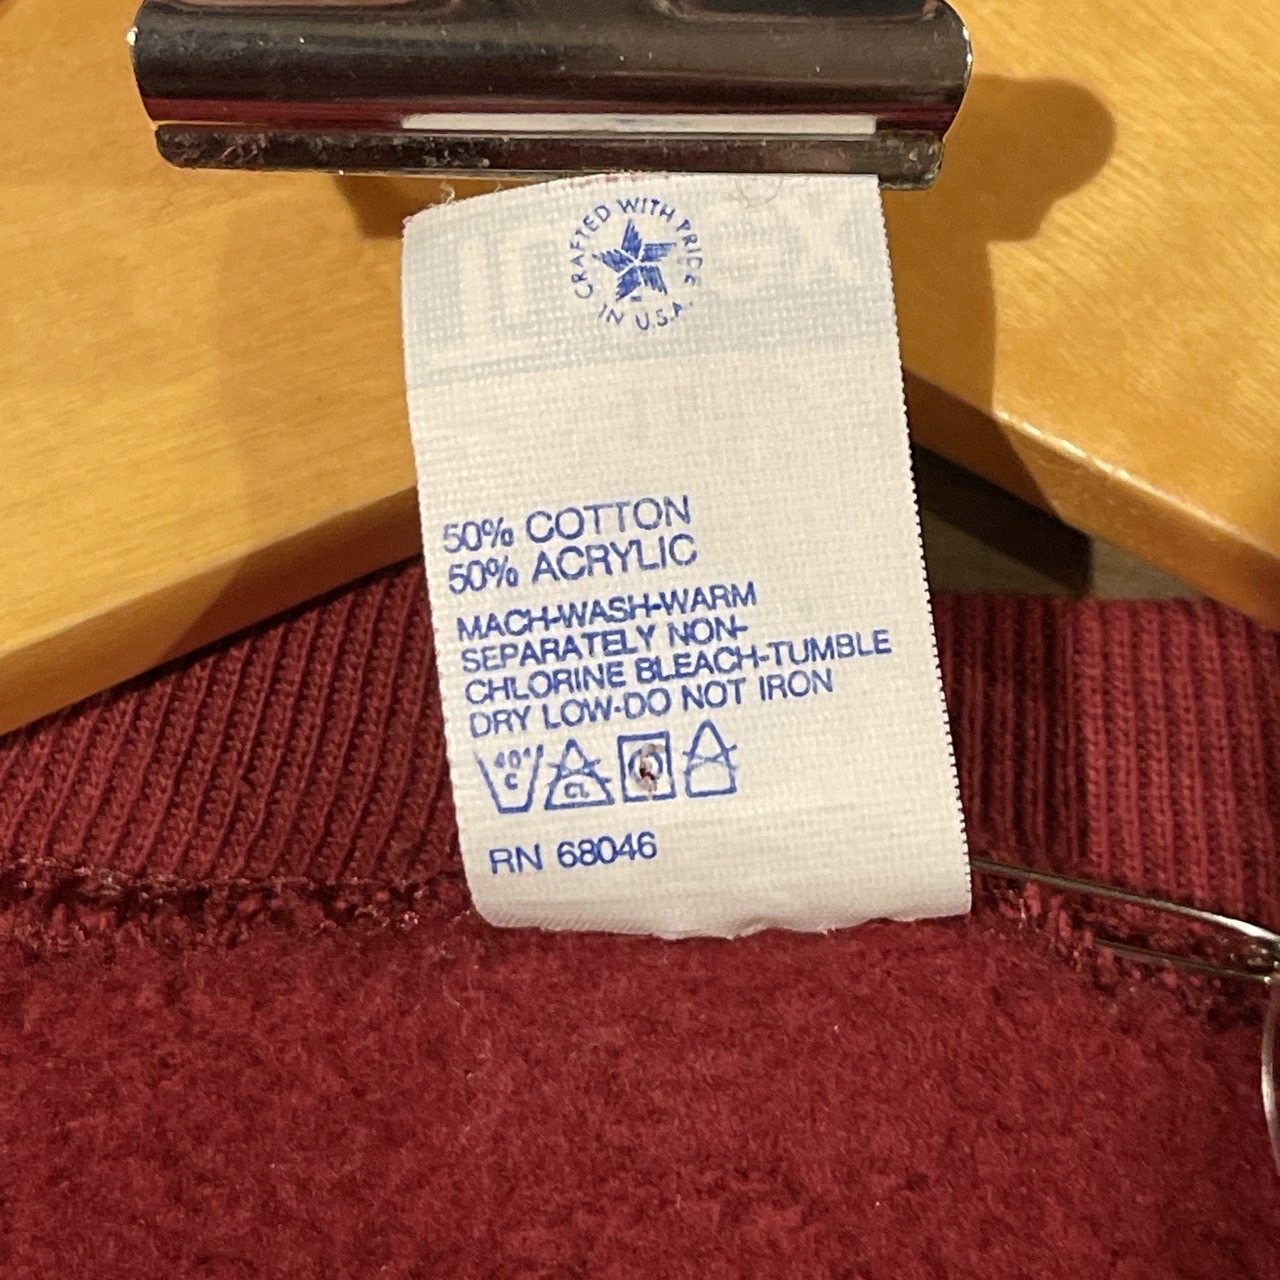 CRAFTED WITH PRIDE
IN U.S.A.
50% COTTON
50% ACRYLIC
MACH-WASH-WARM
SEPARATELY NON-
CHLORINE BLEACH-TUMBLE
DRY LOW-DO NOT IRON
40°
C
CL
RN 68046